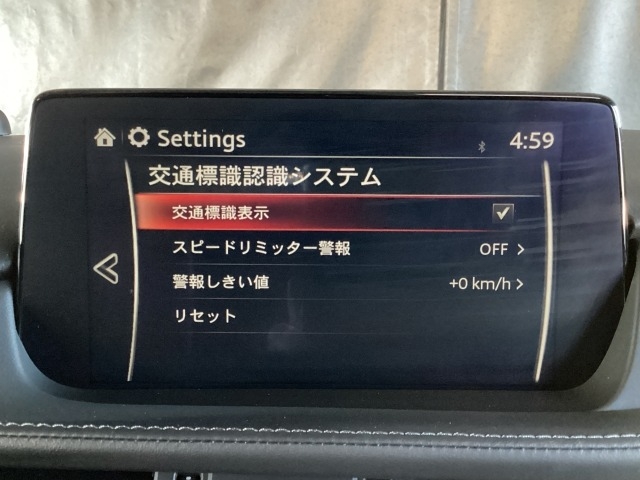 Settings 4:59
交通標識認識システム
交通標識表示
スピードリミッター警報 OFF
警報しきい値 +0 km/h
リセット